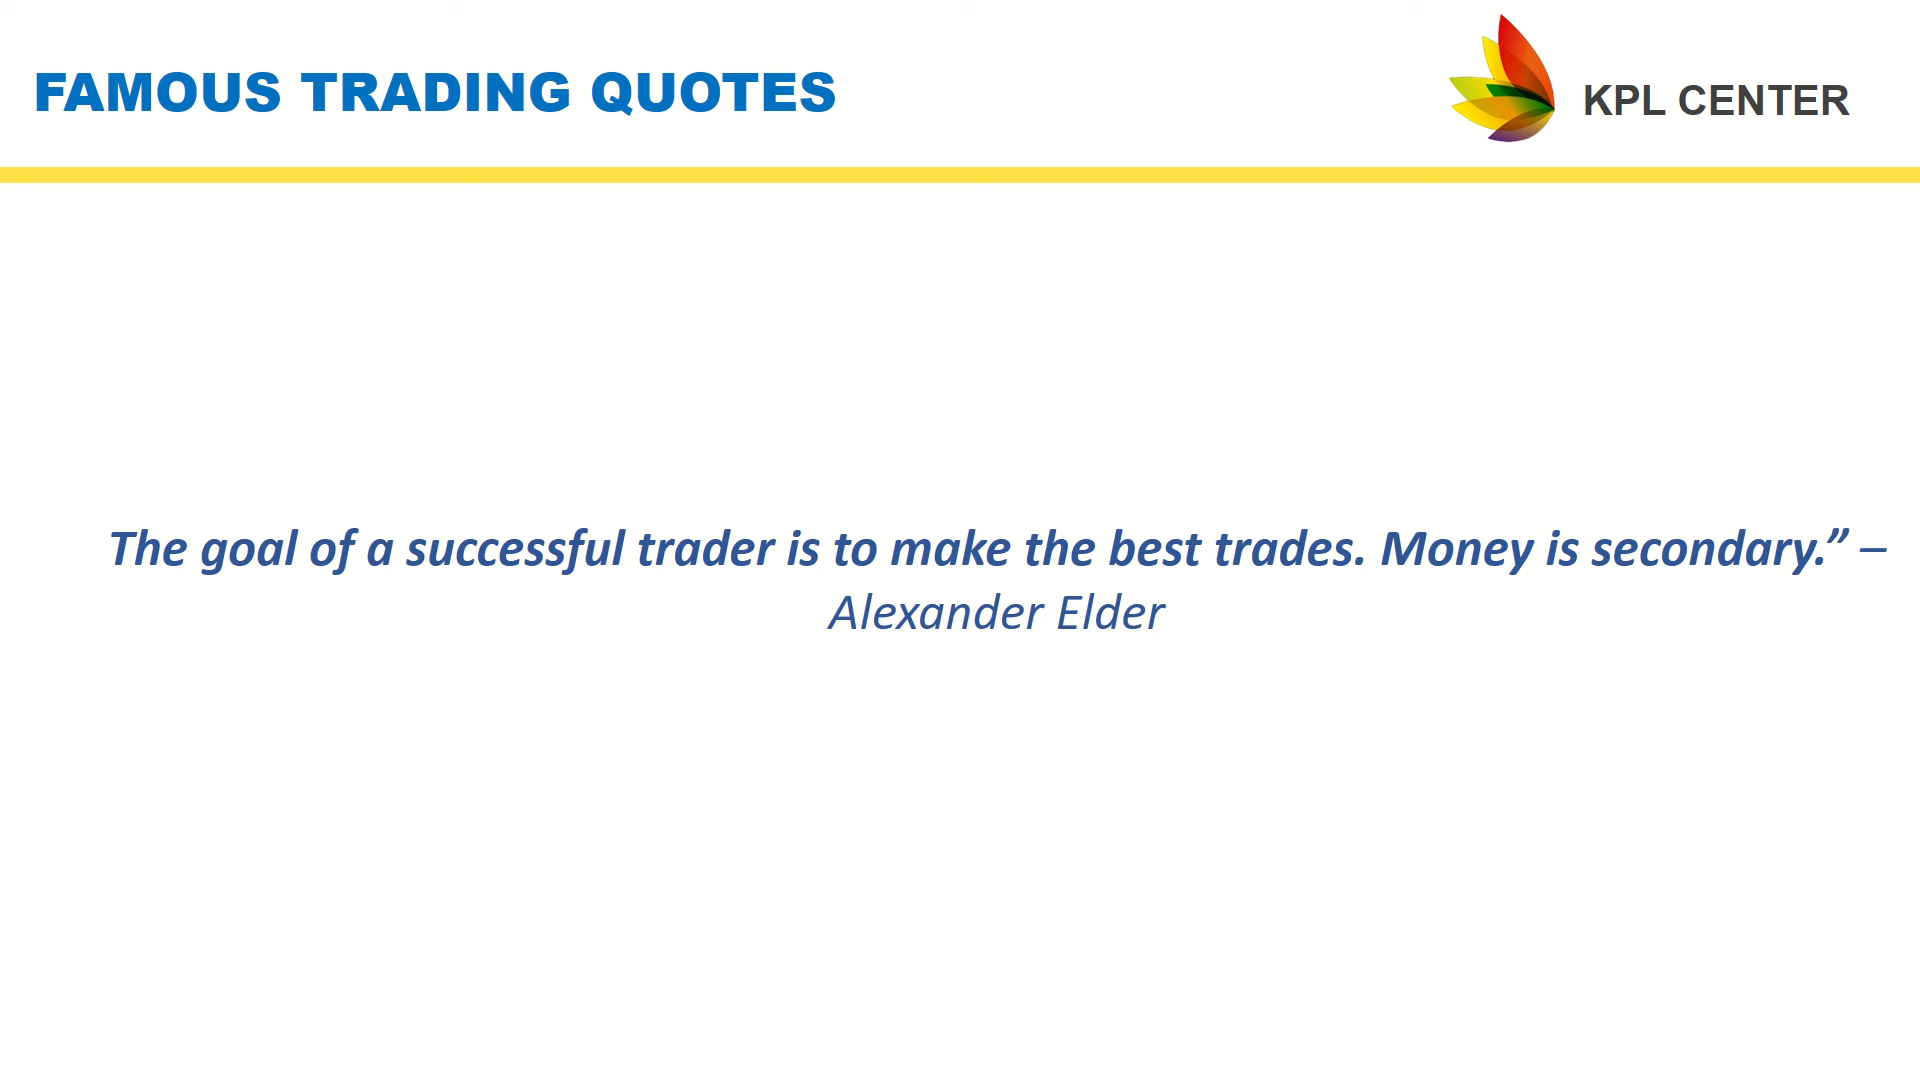 FAMOUS TRADING QUOTES
KPL CENTER
The goal of a successful trader is to make the best trades. Money is secondary.” –
Alexander Elder